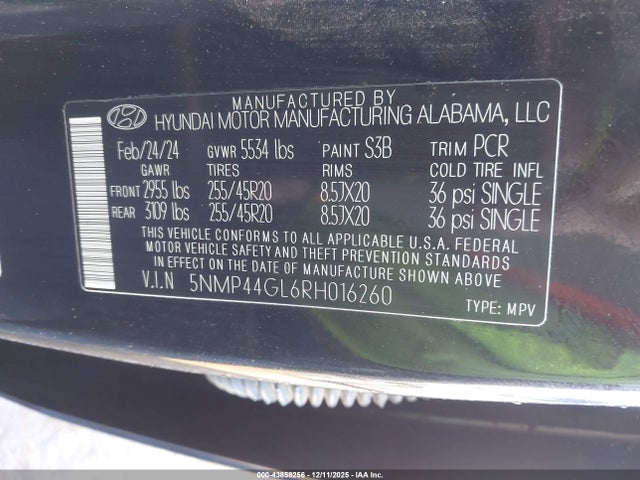 MANUFACTURED BY
HYUNDAI MOTOR MANUFACTURING ALABAMA, LLC
Feb/24/24 GVWR 5534 lbs PAINT S3B TRIM PCR
GAWR TIRES RIMS COLD TIRE INFL
FRONT 2955 lbs 255/45R20 8.5JX20 36 psi SINGLE
REAR 3109 lbs 255/45R20 8.5JX20 36 psi SINGLE
THIS VEHICLE CONFORMS TO ALL APPLICABLE U.S.A. FEDERAL
MOTOR VEHICLE SAFETY AND THEFT PREVENTION STANDARDS
IN EFFECT ON THE DATE OF MANUFACTURE SHOWN ABOVE
V.I.N 5NMP44GL6RH016260
TYPE: MPV
000-43858256 - 12/11/2025 - IAAI Inc.